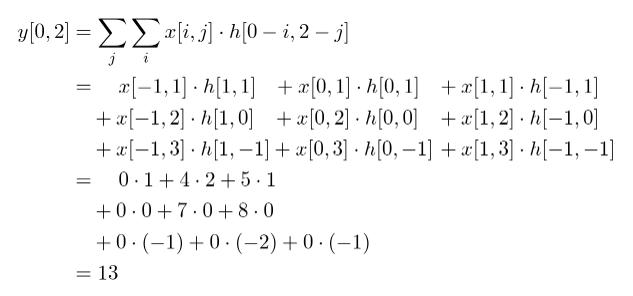 y[0,2] = ∑_j ∑_i x[i,j] · h[0 − i, 2 − j]
= x[−1,1] · h[1,1] + x[0,1] · h[0,1] + x[1,1] · h[−1,1]
+ x[−1,2] · h[1,0] + x[0,2] · h[0,0] + x[1,2] · h[−1,0]
+ x[−1,3] · h[1,−1] + x[0,3] · h[0,−1] + x[1,3] · h[−1,−1]
= 0 · 1 + 4 · 2 + 5 · 1
+ 0 · 0 + 7 · 0 + 8 · 0
+ 0 · (−1) + 0 · (−2) + 0 · (−1)
= 13